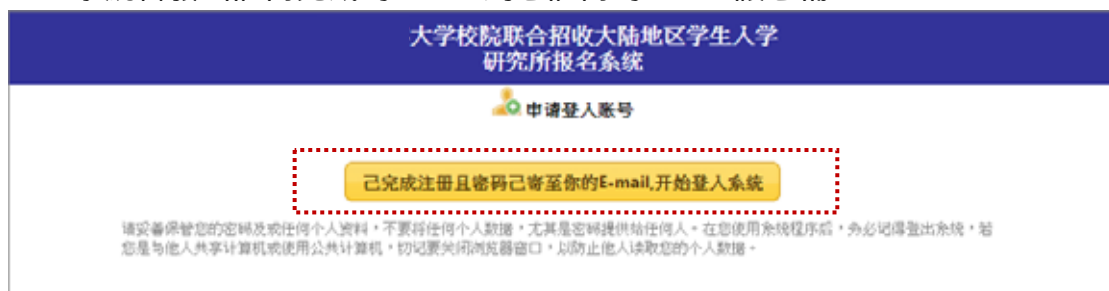 大学校院联合招收大陆地区学生入学
研究所报名系统
申请登入账号
己完成注册且密码己寄至你的E-mail,开始登入系统
请妥善保管您的密码及或任何个人资料,不要将任何个人数据,尤其是密码提供给任何人。在您使用系统程序后,务必记得登出系统,若
您是与他人共享计算机或使用公共计算机,切记要关闭浏览器窗口,以防止他人读取您的个人数据。